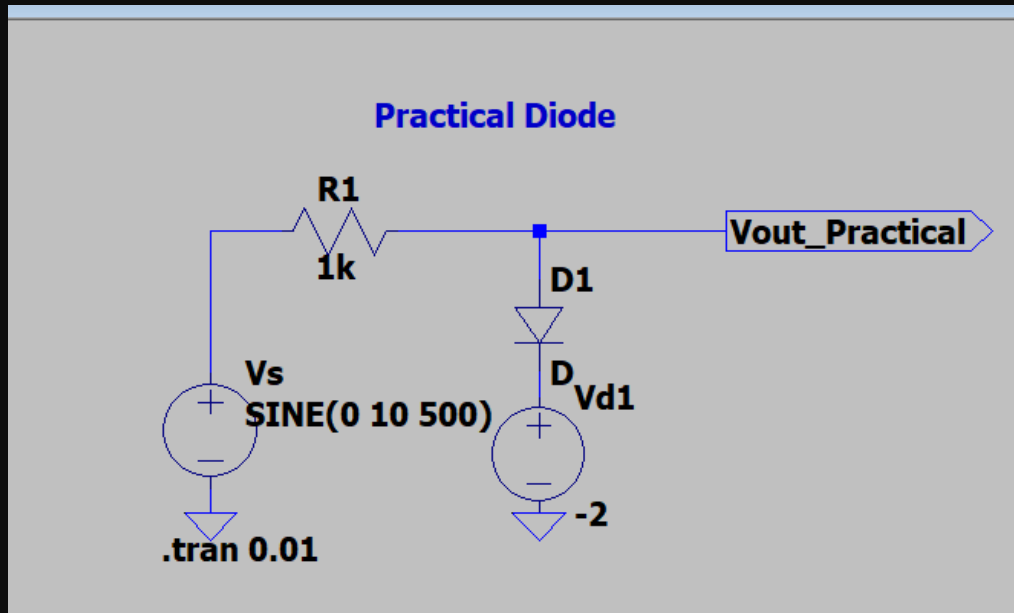 Practical Diode
R1
1k
Vout_Practical
D1
D
Vs
SINE(0 10 500)
Vd1
-2
.tran 0.01